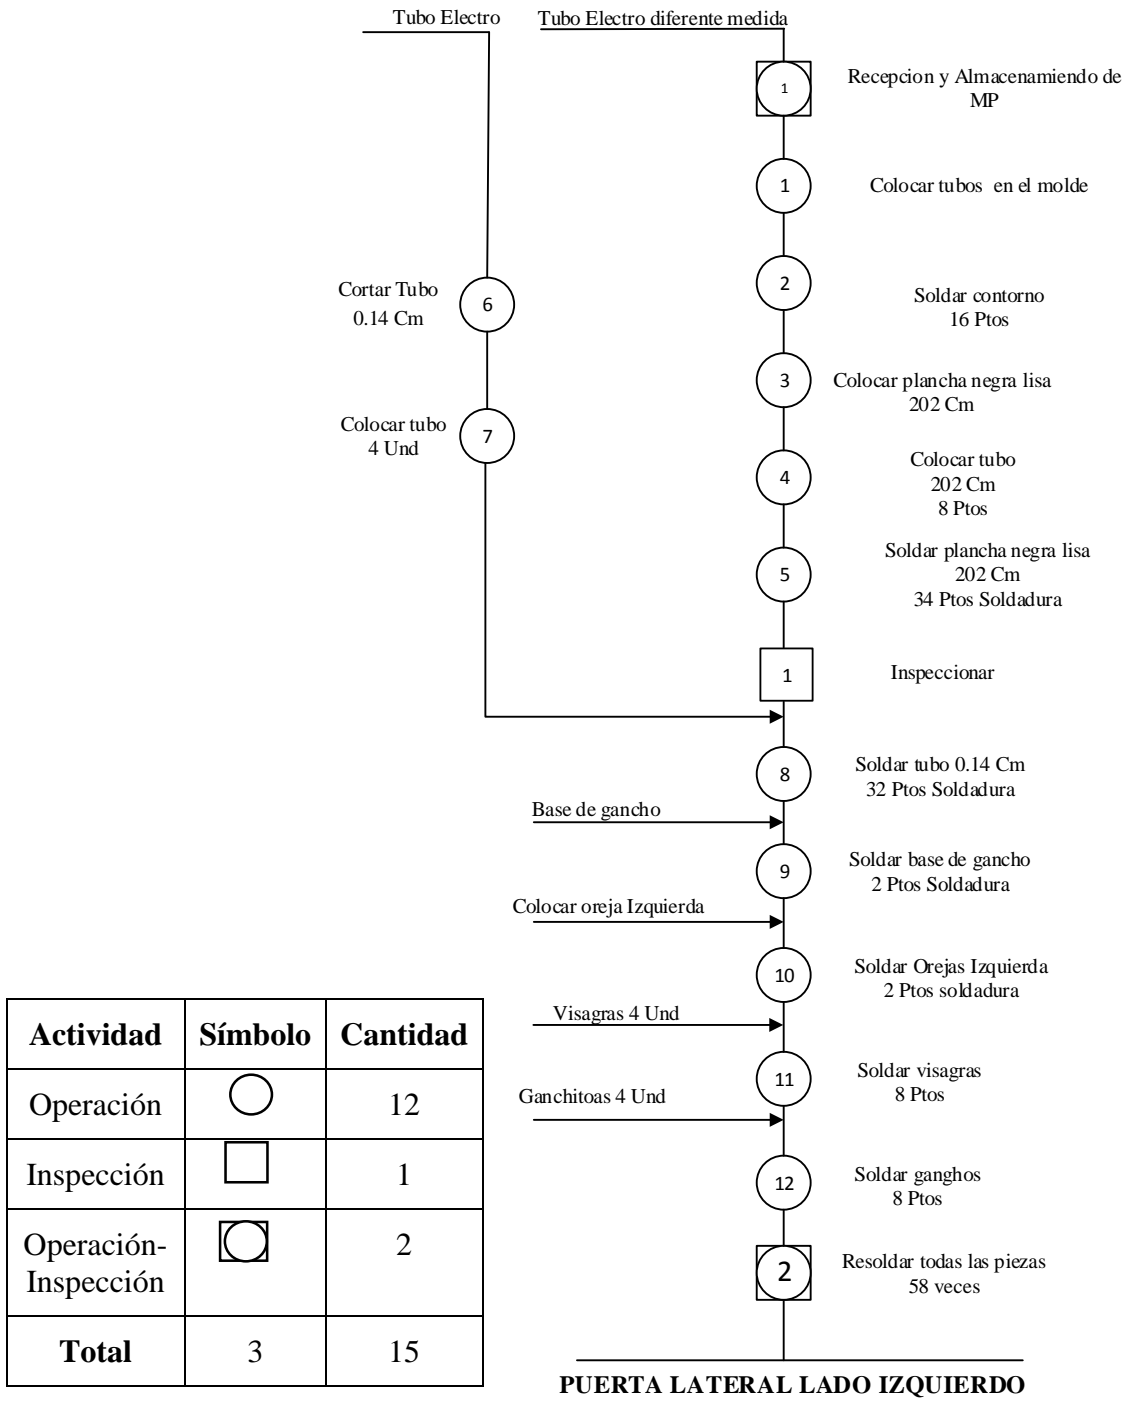 Tubo Electro
Tubo Electro diferente medida
1
Recepcion y Almacenamiendo de
MP
1
Colocar tubos en el molde
2
Soldar contorno
16 Ptos
Cortar Tubo
0.14 Cm
6
3
Colocar plancha negra lisa
202 Cm
Colocar tubo
4 Und
7
4
Colocar tubo
202 Cm
8 Ptos
5
Soldar plancha negra lisa
202 Cm
34 Ptos Soldadura
1
Inspeccionar
8
Soldar tubo 0.14 Cm
32 Ptos Soldadura
Base de gancho
9
Soldar base de gancho
2 Ptos Soldadura
Colocar oreja Izquierda
10
Soldar Orejas Izquierda
2 Ptos soldadura
Visagras 4 Und
11
Soldar visagras
8 Ptos
Ganchitoas 4 Und
12
Soldar ganghos
8 Ptos
2
Resoldar todas las piezas
58 veces
PUERTA LATERAL LADO IZQUIERDO
Actividad Símbolo Cantidad
Operación 12
Inspección 1
Operación-
Inspección
2
Total 3 15